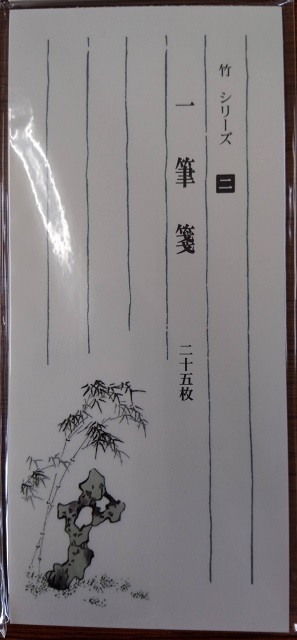 竹 シリーズ 二
一筆箋
二十五枚